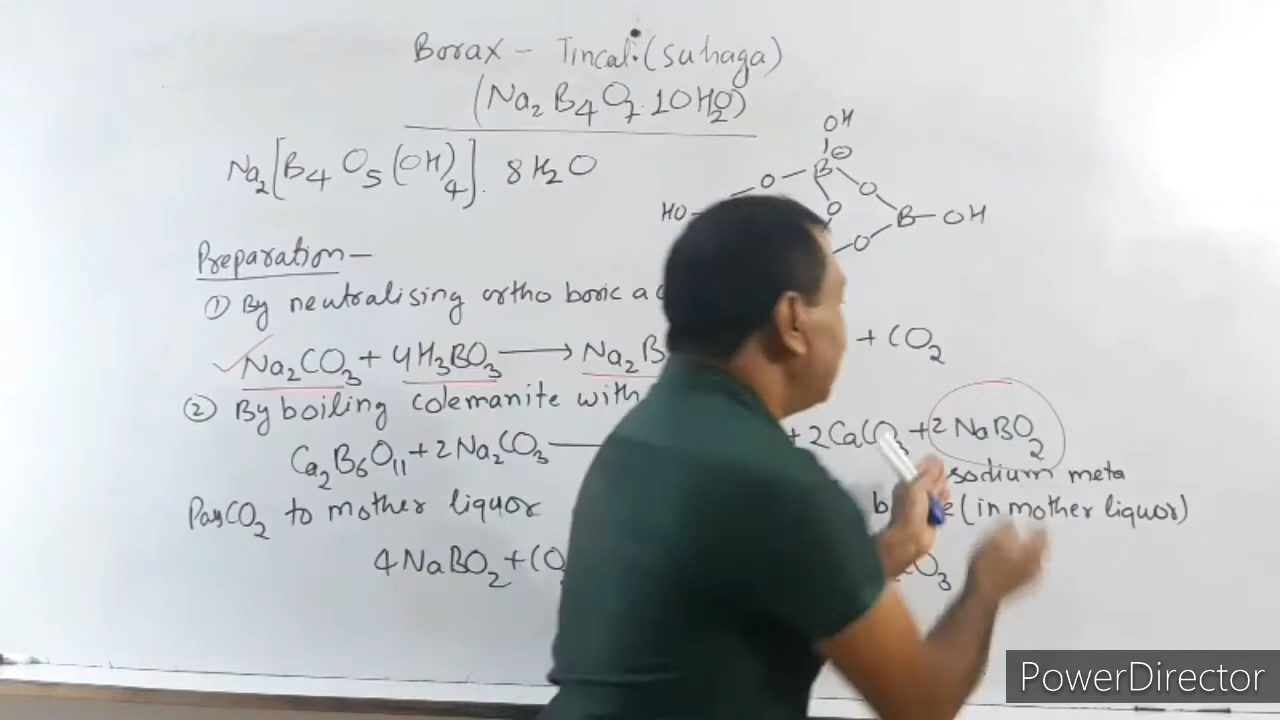 Borax - Tincal (suhaga)
(Na₂B₄O₇.10H₂O)
Na₂[B₄O₅(OH)₄]. 8H₂O
OH
B⊖
O
O
HO
O
B-OH
O
Preparation-
① By neutralising ortho boric a
✓Na₂CO₃ + 4H₃BO₃ → Na₂B + CO₂
② By boiling colemanite with
Ca₂B₆O₁₁ + 2Na₂CO₃ + 2CaCO₃ + 2NaBO₂
sodium meta
(in mother liquor)
Pass CO₂ to mother liquor
4NaBO₂ + CO O₃
PowerDirector